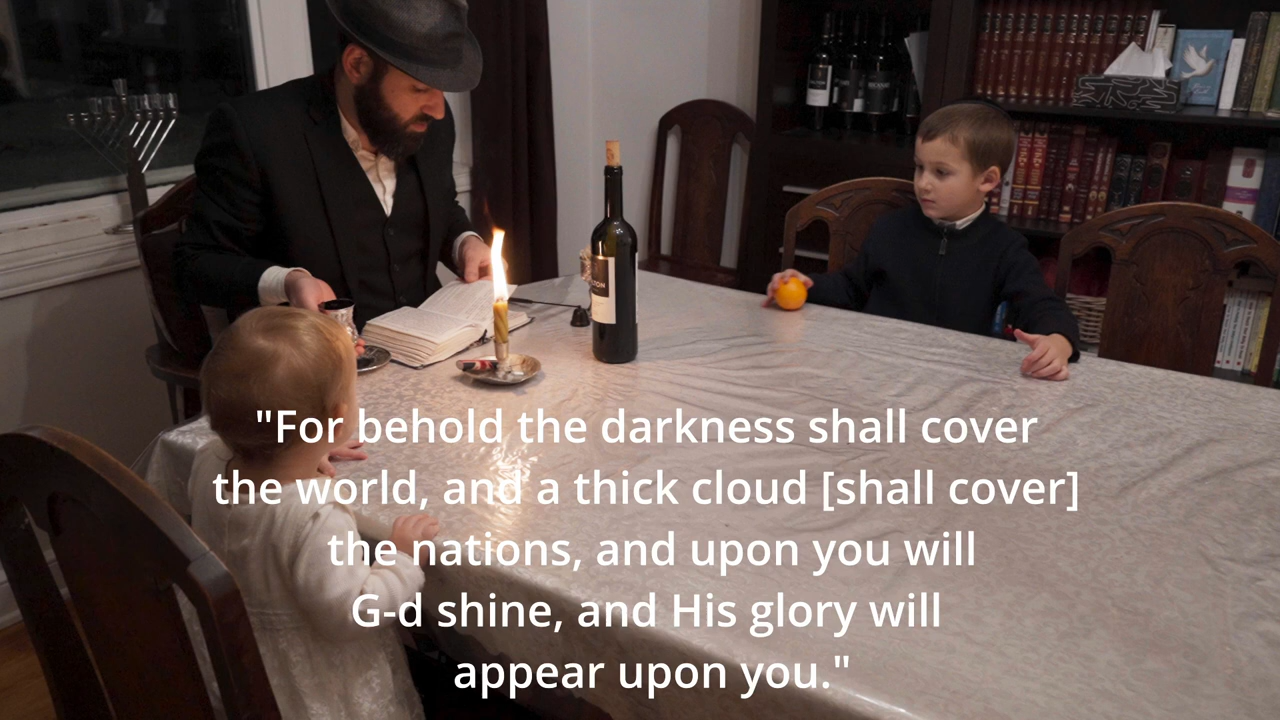 "For behold the darkness shall cover
the world, and a thick cloud [shall cover]
the nations, and upon you will
G-d shine, and His glory will
appear upon you."